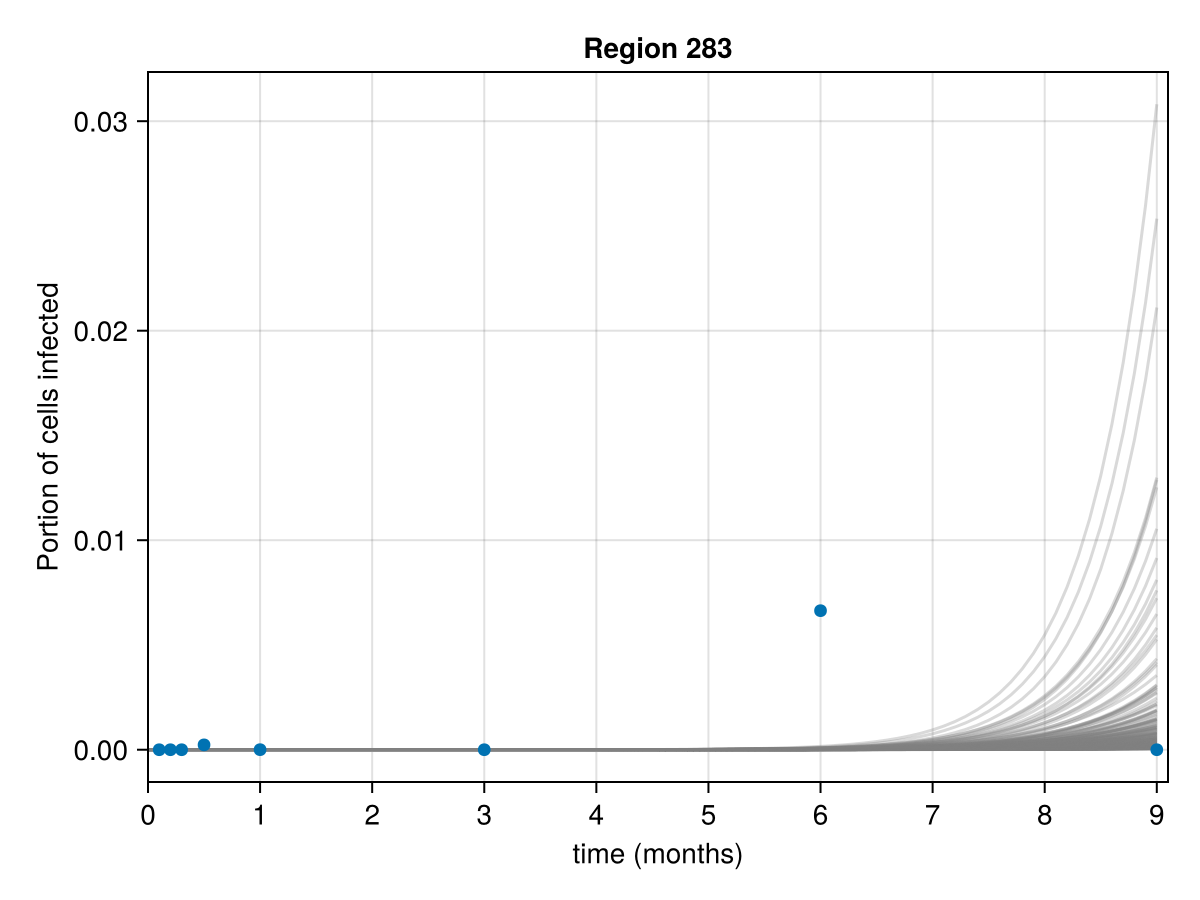 Region 283
Portion of cells infected
0.03
0.02
0.01
0.00
0 1 2 3 4 5 6 7 8 9
time (months)